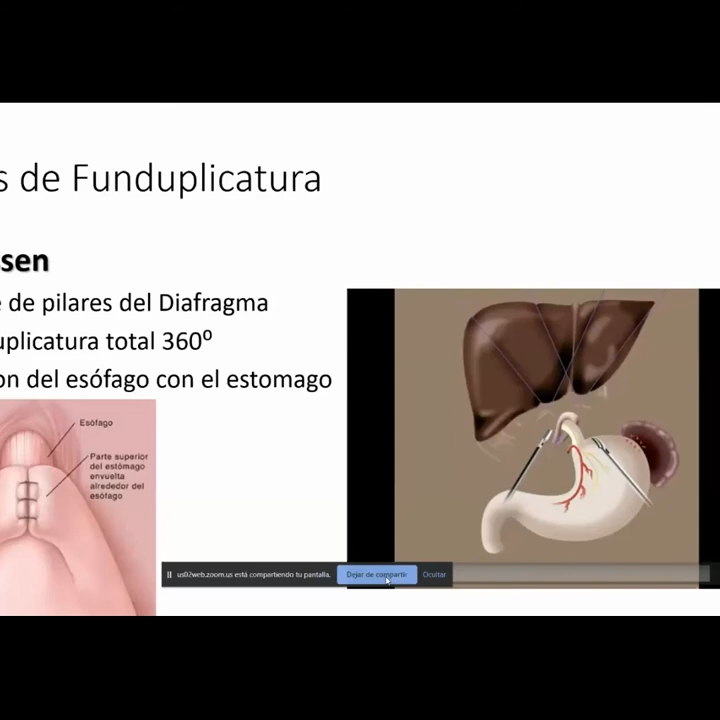 s de Funduplicatura
ssen
e de pilares del Diafragma
uplicatura total 360º
on del esófago con el estomago
Esófago
Parte superior
del estómago
envuelta
alrededor del
esófago
us02web.zoom.us está compartiendo tu pantalla.
Dejar de compartir
Ocultar